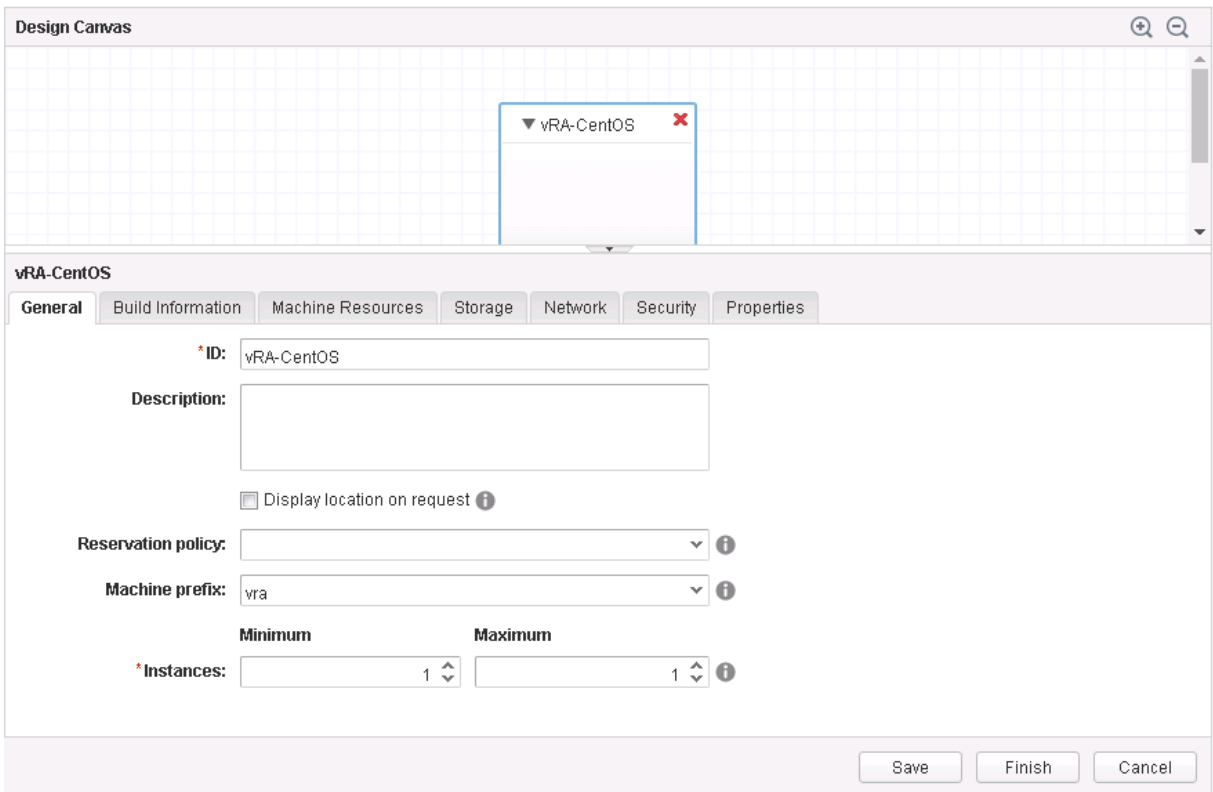 Design Canvas
vRA-CentOS
vRA-CentOS
General Build Information Machine Resources Storage Network Security Properties
*ID: vRA-CentOS
Description:
Display location on request
Reservation policy:
Machine prefix: vra
Minimum Maximum
*Instances: 1 1
Save Finish Cancel